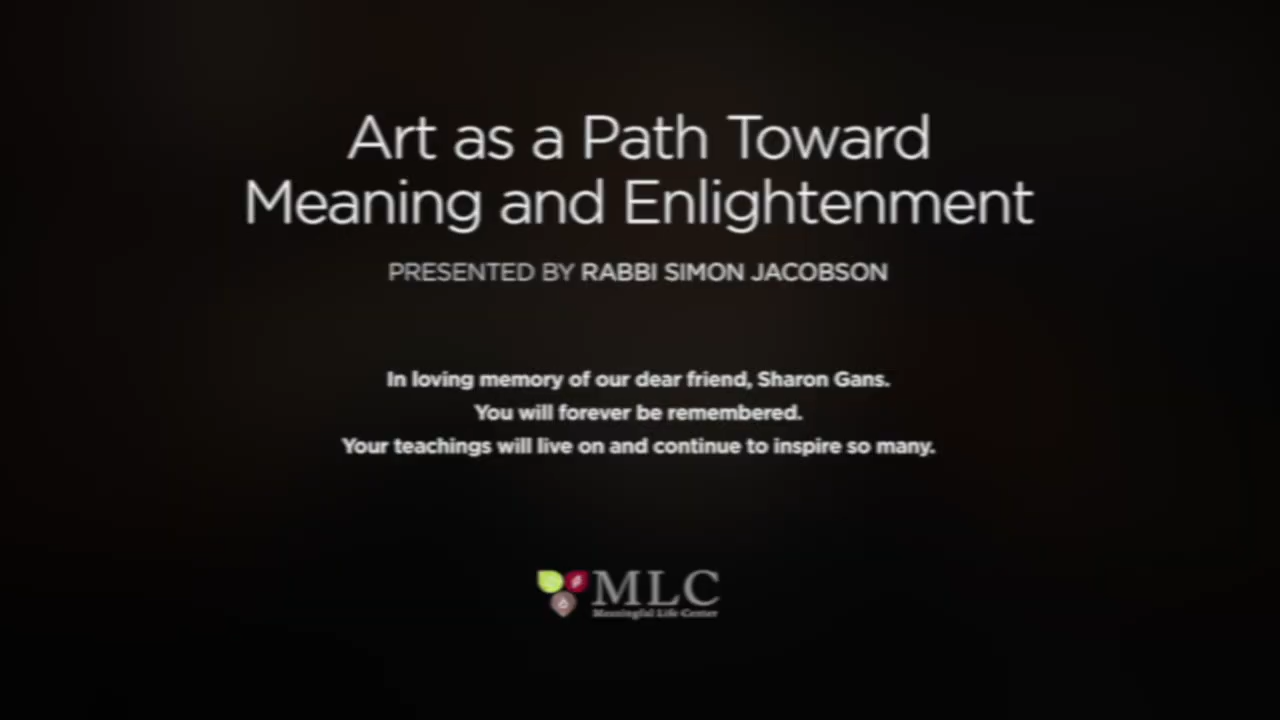 Art as a Path Toward
Meaning and Enlightenment
PRESENTED BY RABBI SIMON JACOBSON
In loving memory of our dear friend, Sharon Gans.
You will forever be remembered.
Your teachings will live on and continue to inspire so many.
MLC
Meaningful Life Center